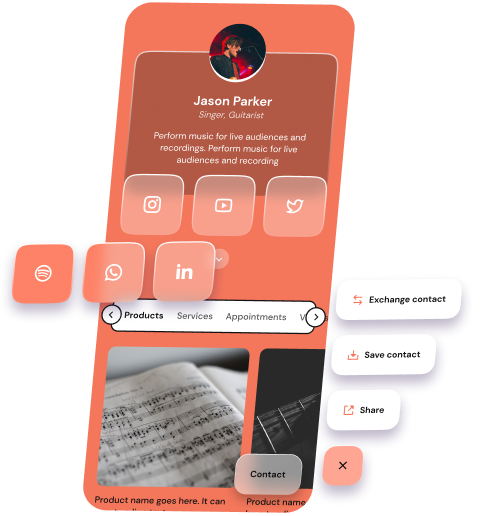 Jason Parker
Singer, Guitarist
Perform music for live audiences and
recordings. Perform music for live
audiences and recording
in
Products Services Appointments
Exchange contact
Save contact
Share
Contact
Product name goes here. It can
Product name